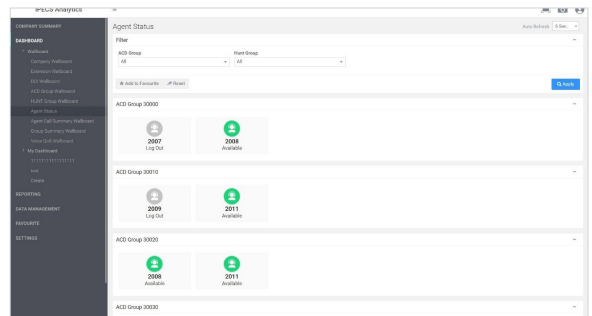 iPECS Analytics
COMPANY SUMMARY
DASHBOARD
Wallboard
Company Wallboard
Extension Wallboard
DDI Wallboard
ACD Group Wallboard
HUNT Group Wallboard
Agent Status
Agent Call Summary Wallboard
Group Summary Wallboard
Voice QoS Wallboard
My Dashboard
test
Create
REPORTING
DATA MANAGEMENT
FAVOURITE
SETTINGS
Agent Status
Auto Refresh 5 Sec.
Filter
ACD Group
Hunt Group
All
All
Add to Favourite Reset
Apply
ACD Group 30000
2007
2008
Log Out
Available
ACD Group 30010
2009
2011
Log Out
Available
ACD Group 30020
2008
2011
Available
Available
ACD Group 30030